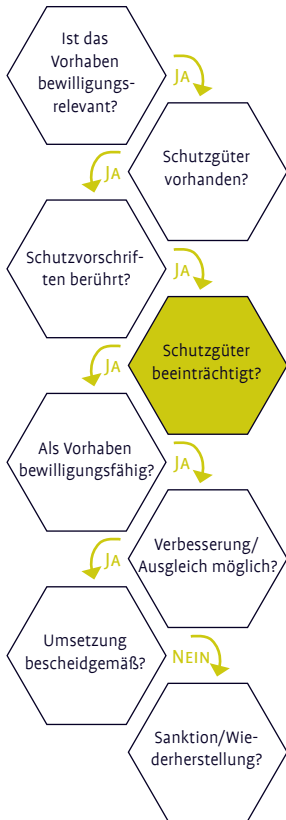 Ist das
Vorhaben
bewilligungs-
relevant?
Ja
Schutzgüter
vorhanden?
Ja
Schutzvorschrif-
ten berührt?
Ja
Schutzgüter
beeinträchtigt?
Ja
Als Vorhaben
bewilligungsfähig?
Ja
Verbesserung/
Ausgleich möglich?
Ja
Umsetzung
bescheidgemäß?
Nein
Sanktion/Wie-
derherstellung?